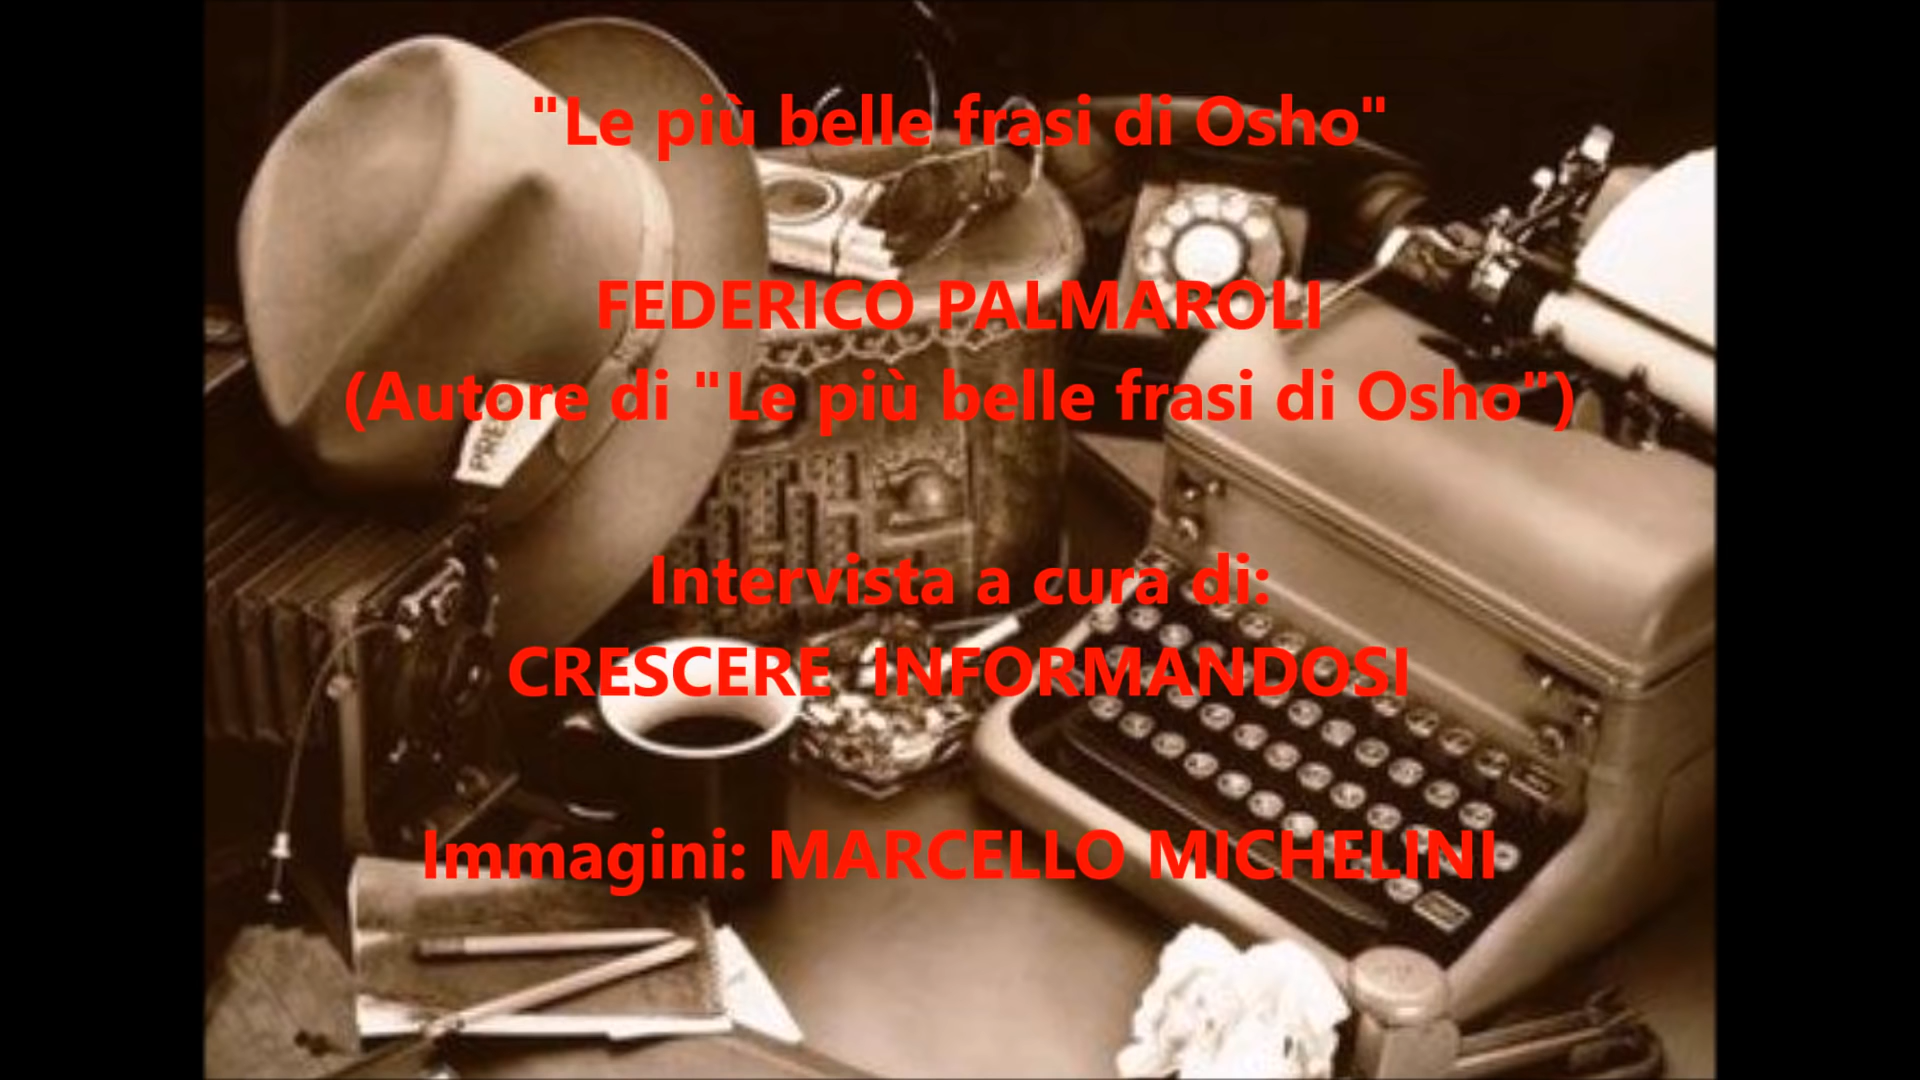 "Le più belle frasi di Osho"
FEDERICO PALMAROLI
(Autore di "Le più belle frasi di Osho")
PRE
Intervista a cura di:
CRESCERE INFORMANDOSI
Immagini: MARCELLO MICHELINI